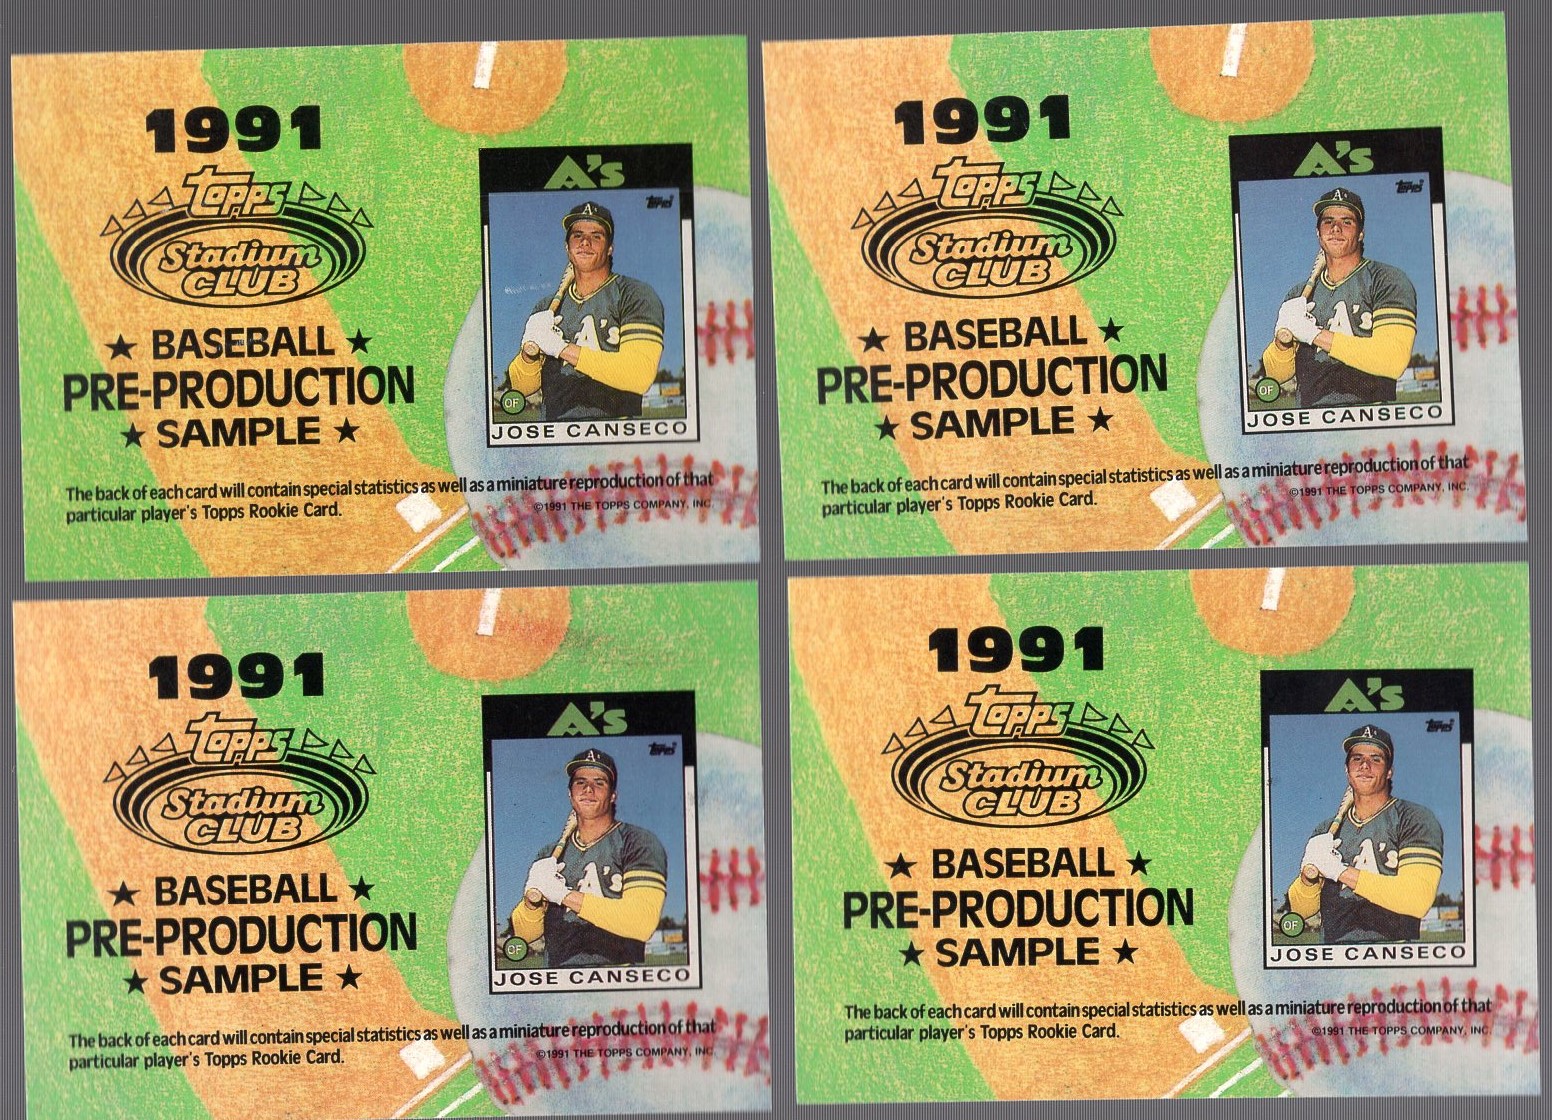 1991
Topps
Stadium
CLUB
★ BASEBALL ★
PRE-PRODUCTION
★ SAMPLE ★
The back of each card will contain special statistics as well as a miniature reproduction of that
particular player's Topps Rookie Card.
©1991 THE TOPPS COMPANY, INC.
A's
Topps
A's
A's
OF
JOSE CANSECO
1991
Topps
Stadium
CLUB
★ BASEBALL ★
PRE-PRODUCTION
★ SAMPLE ★
The back of each card will contain special statistics as well as a miniature reproduction of that
particular player's Topps Rookie Card.
©1991 THE TOPPS COMPANY, INC.
A's
Topps
A's
A's
OF
JOSE CANSECO
1991
Topps
Stadium
CLUB
★ BASEBALL ★
PRE-PRODUCTION
★ SAMPLE ★
The back of each card will contain special statistics as well as a miniature reproduction of that
particular player's Topps Rookie Card.
©1991 THE TOPPS COMPANY, INC.
A's
Topps
A's
A's
OF
JOSE CANSECO
1991
Topps
Stadium
CLUB
★ BASEBALL ★
PRE-PRODUCTION
★ SAMPLE ★
The back of each card will contain special statistics as well as a miniature reproduction of that
particular player's Topps Rookie Card.
©1991 THE TOPPS COMPANY, INC.
A's
Topps
A's
A's
OF
JOSE CANSECO